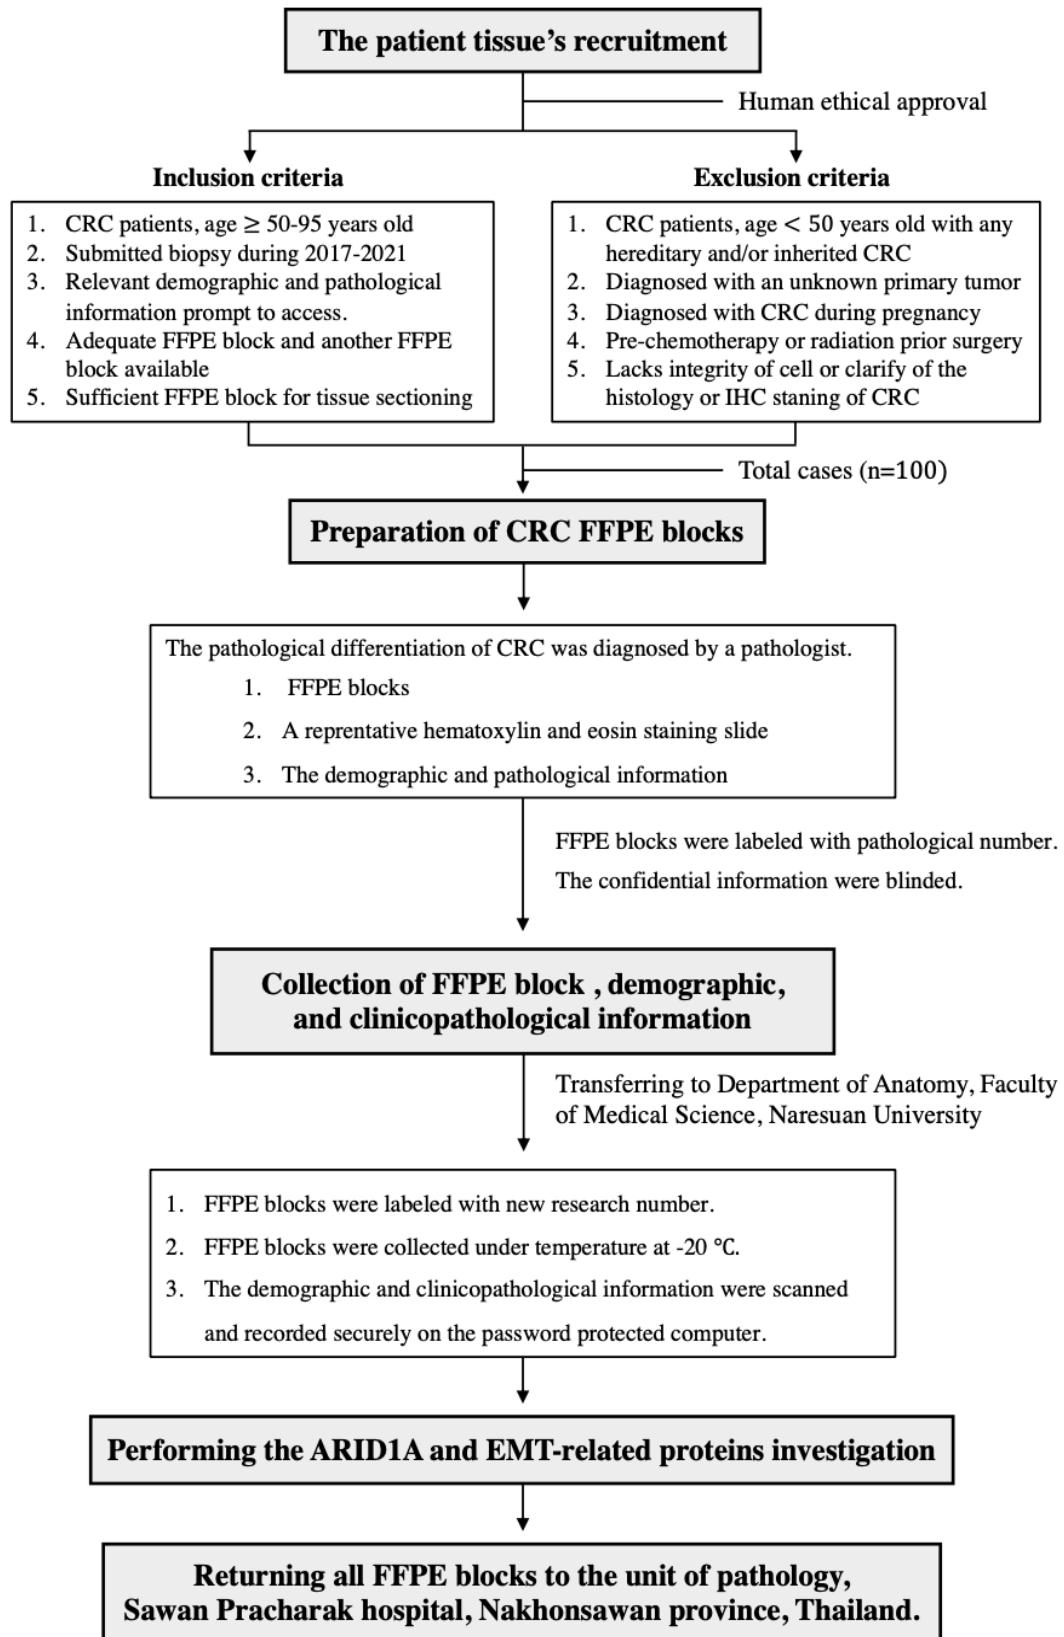 The patient tissue's recruitment
Human ethical approval
Inclusion criteria
1. CRC patients, age ≥ 50-95 years old
2. Submitted biopsy during 2017-2021
3. Relevant demographic and pathological
information prompt to access.
4. Adequate FFPE block and another FFPE
block available
5. Sufficient FFPE block for tissue sectioning
Exclusion criteria
1. CRC patients, age < 50 years old with any
hereditary and/or inherited CRC
2. Diagnosed with an unknown primary tumor
3. Diagnosed with CRC during pregnancy
4. Pre-chemotherapy or radiation prior surgery
5. Lacks integrity of cell or clarify of the
histology or IHC staning of CRC
Total cases (n=100)
Preparation of CRC FFPE blocks
The pathological differentiation of CRC was diagnosed by a pathologist.
1. FFPE blocks
2. A reprentative hematoxylin and eosin staining slide
3. The demographic and pathological information
FFPE blocks were labeled with pathological number.
The confidential information were blinded.
Collection of FFPE block , demographic,
and clinicopathological information
Transferring to Department of Anatomy, Faculty
of Medical Science, Naresuan University
1. FFPE blocks were labeled with new research number.
2. FFPE blocks were collected under temperature at -20 °C.
3. The demographic and clinicopathological information were scanned
and recorded securely on the password protected computer.
Performing the ARID1A and EMT-related proteins investigation
Returning all FFPE blocks to the unit of pathology,
Sawan Pracharak hospital, Nakhonsawan province, Thailand.